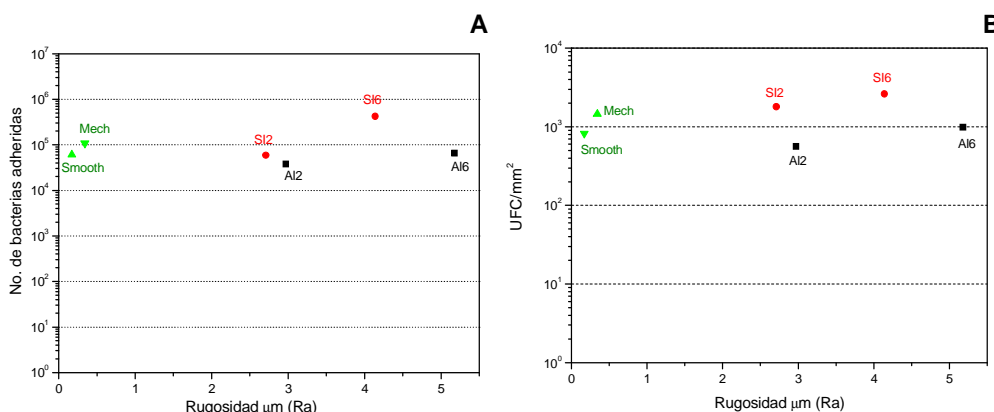 A
No. de bacterias adheridas
10^7
10^6
10^5
10^4
10^3
10^2
10^1
10^0
Mech
Smooth
SI2
SI6
Al2
Al6
0 1 2 3 4 5
Rugosidad μm (Ra)
B
UFC/mm^2
10^4
10^3
10^2
10^1
10^0
Mech
Smooth
SI2
SI6
Al2
Al6
0 1 2 3 4 5
Rugosidad μm (Ra)